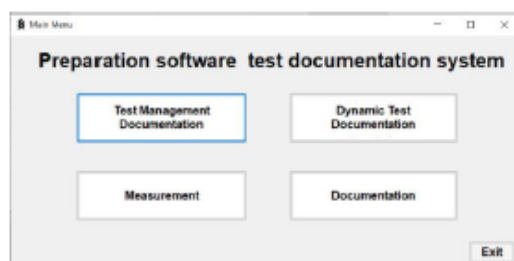 Main Menu
Preparation software test documentation system
Test Management
Documentation
Dynamic Test
Documentation
Measurement
Documentation
Exit